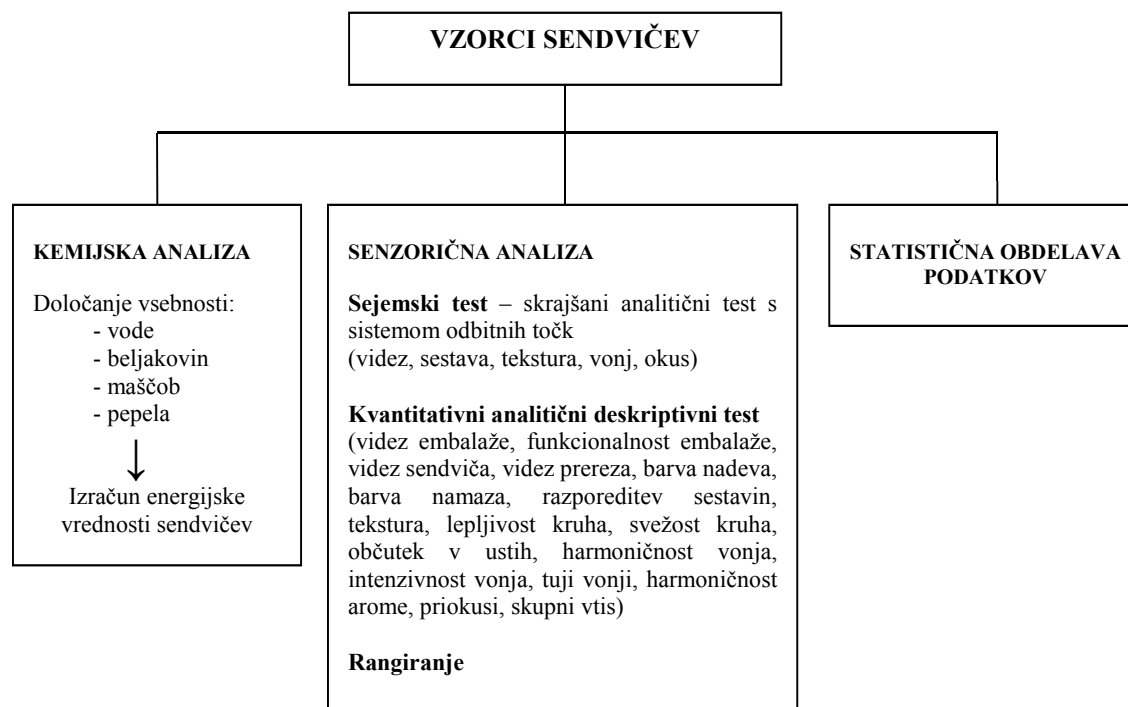 VZORCI SENDVIČEV
KEMIJSKA ANALIZA
Določanje vsebnosti:
- vode
- beljakovin
- maščob
- pepela
Izračun energijske
vrednosti sendvičev
SENZORIČNA ANALIZA
Sejemski test – skrajšani analitični test s
sistemom odbitnih točk
(videz, sestava, tekstura, vonj, okus)
Kvantitativni analitični deskriptivni test
(videz embalaže, funkcionalnost embalaže,
videz sendviča, videz prereza, barva nadeva,
barva namaza, razporeditev sestavin,
tekstura, lepljivost kruha, svežost kruha,
občutek v ustih, harmoničnost vonja,
intenzivnost vonja, tuji vonji, harmoničnost
arome, priokusi, skupni vtis)
Rangiranje
STATISTIČNA OBDELAVA
PODATKOV